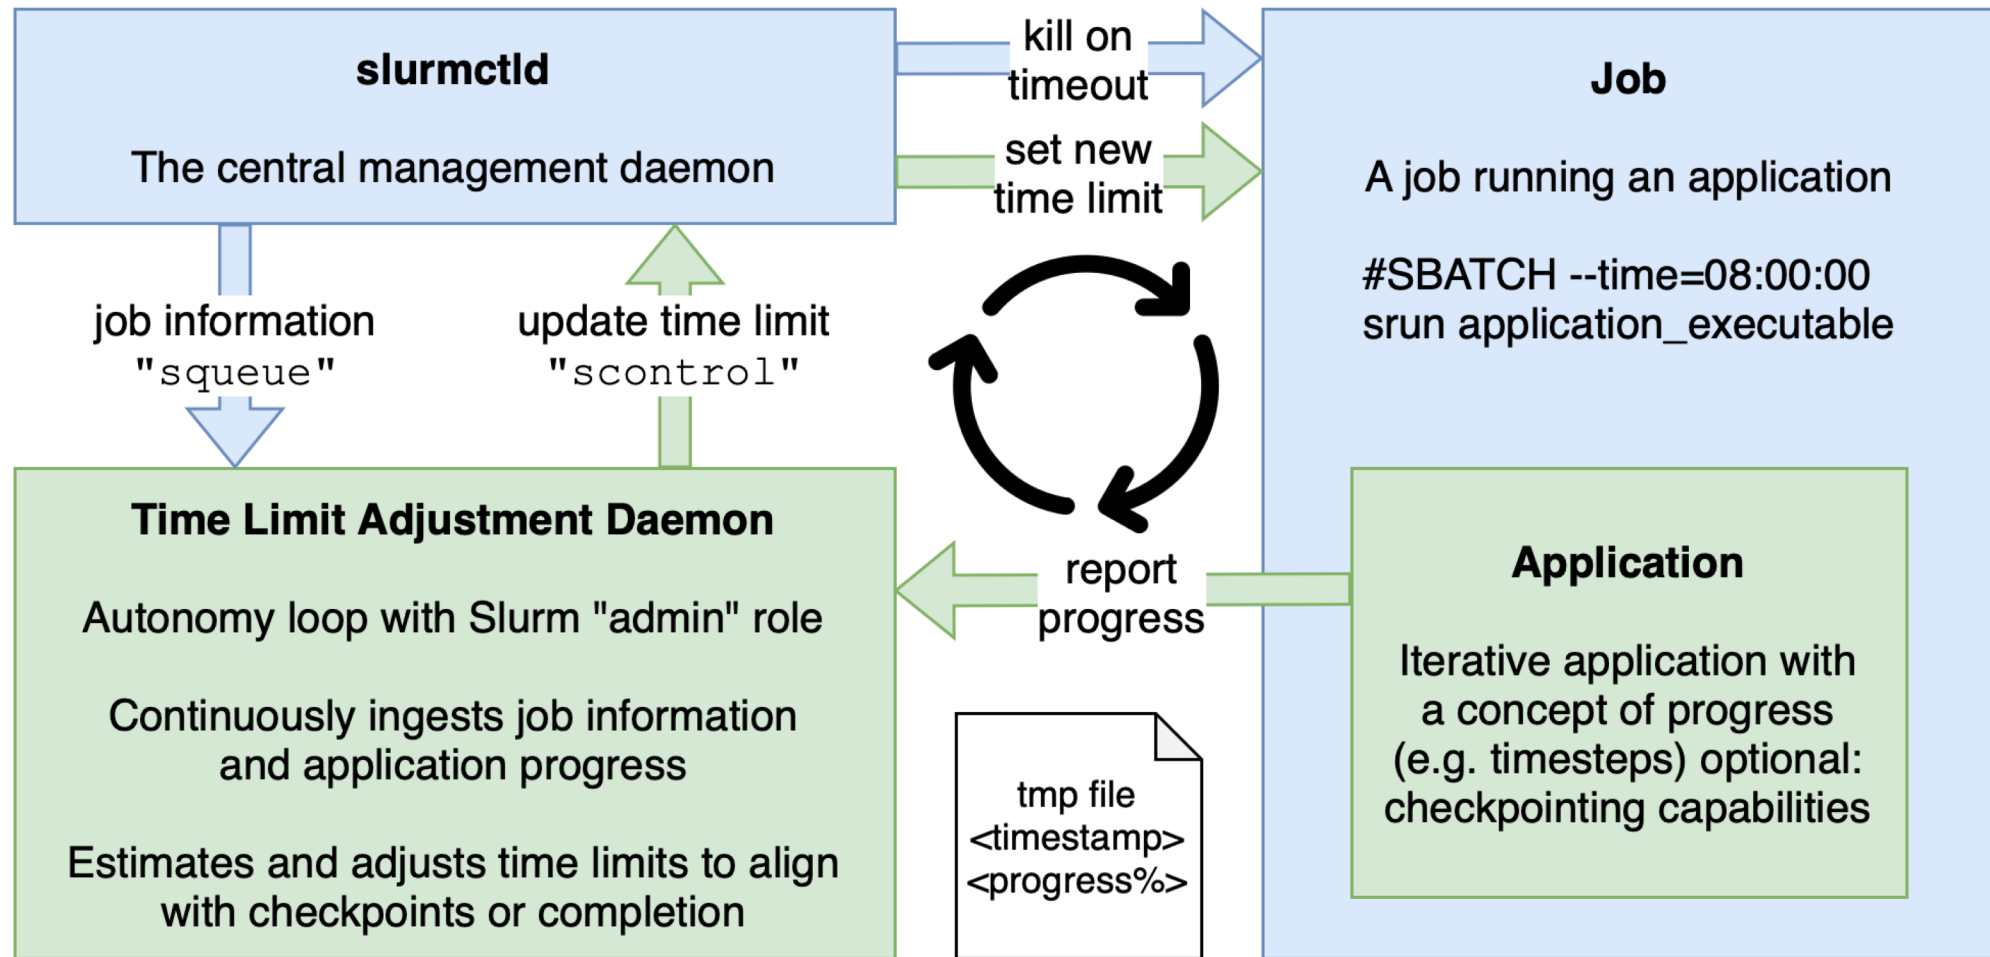 slurmctld
The central management daemon
kill on
timeout
set new
time limit
Job
A job running an application
#SBATCH --time=08:00:00
srun application_executable
job information
"squeue"
update time limit
"scontrol"
Time Limit Adjustment Daemon
Autonomy loop with Slurm "admin" role
Continuously ingests job information
and application progress
Estimates and adjusts time limits to align
with checkpoints or completion
report
progress
tmp file
<timestamp>
<progress%>
Application
Iterative application with
a concept of progress
(e.g. timesteps) optional:
checkpointing capabilities